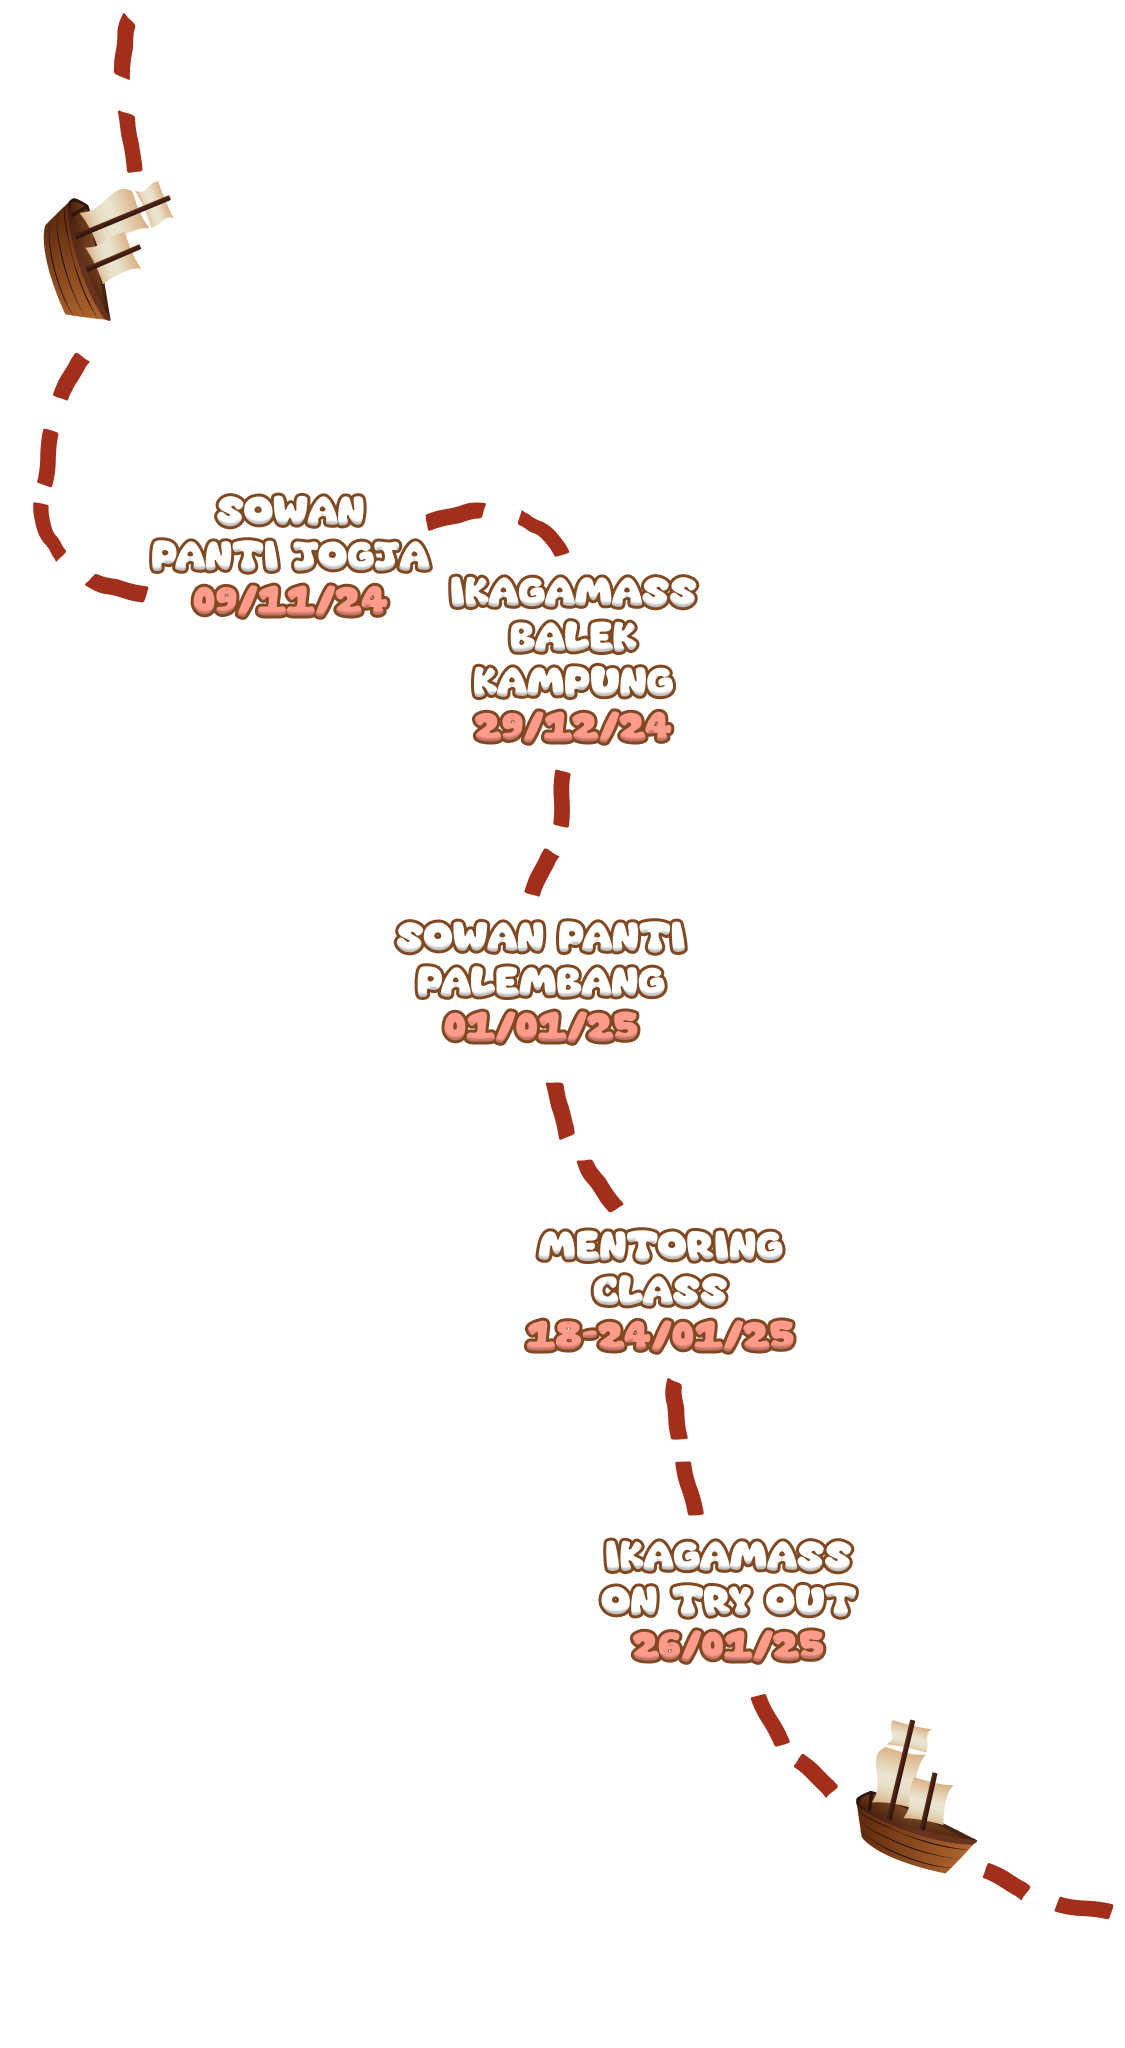 SOWAN
PANTI JOGJA
09/11/24
IKAGAMASS
BALEK
KAMPUNG
29/12/24
SOWAN PANTI
PALEMBANG
01/01/25
MENTORING
CLASS
18-24/01/25
IKAGAMASS
ON TRY OUT
26/01/25